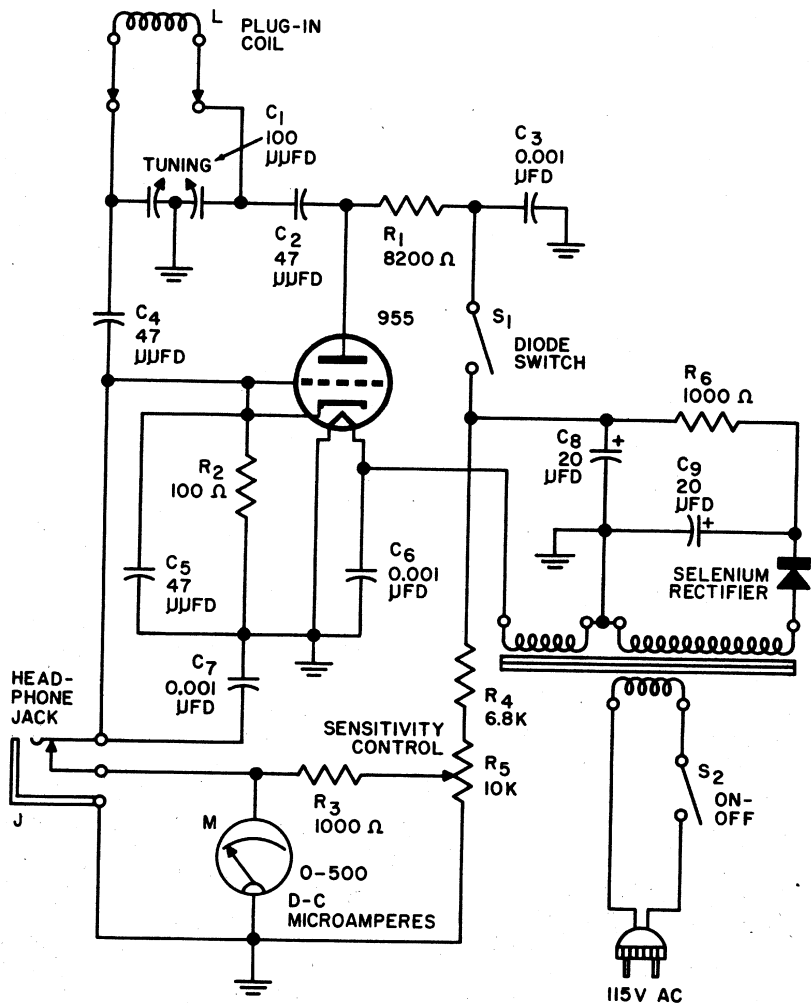 L PLUG-IN
COIL
C1
100
μμFD
TUNING
C3
0.001
μFD
C2
47
μμFD
R1
8200 Ω
C4
47
μμFD
955
S1
DIODE
SWITCH
R6
1000 Ω
C8
20
μFD
+
C9
20
μFD
+
R2
100 Ω
C5
47
μμFD
C6
0.001
μFD
SELENIUM
RECTIFIER
C7
0.001
μFD
HEAD-
PHONE
JACK
J
SENSITIVITY
CONTROL
R4
6.8K
R5
10K
R3
1000 Ω
M
0-500
D-C
MICROAMPERES
S2
ON-
OFF
115V AC